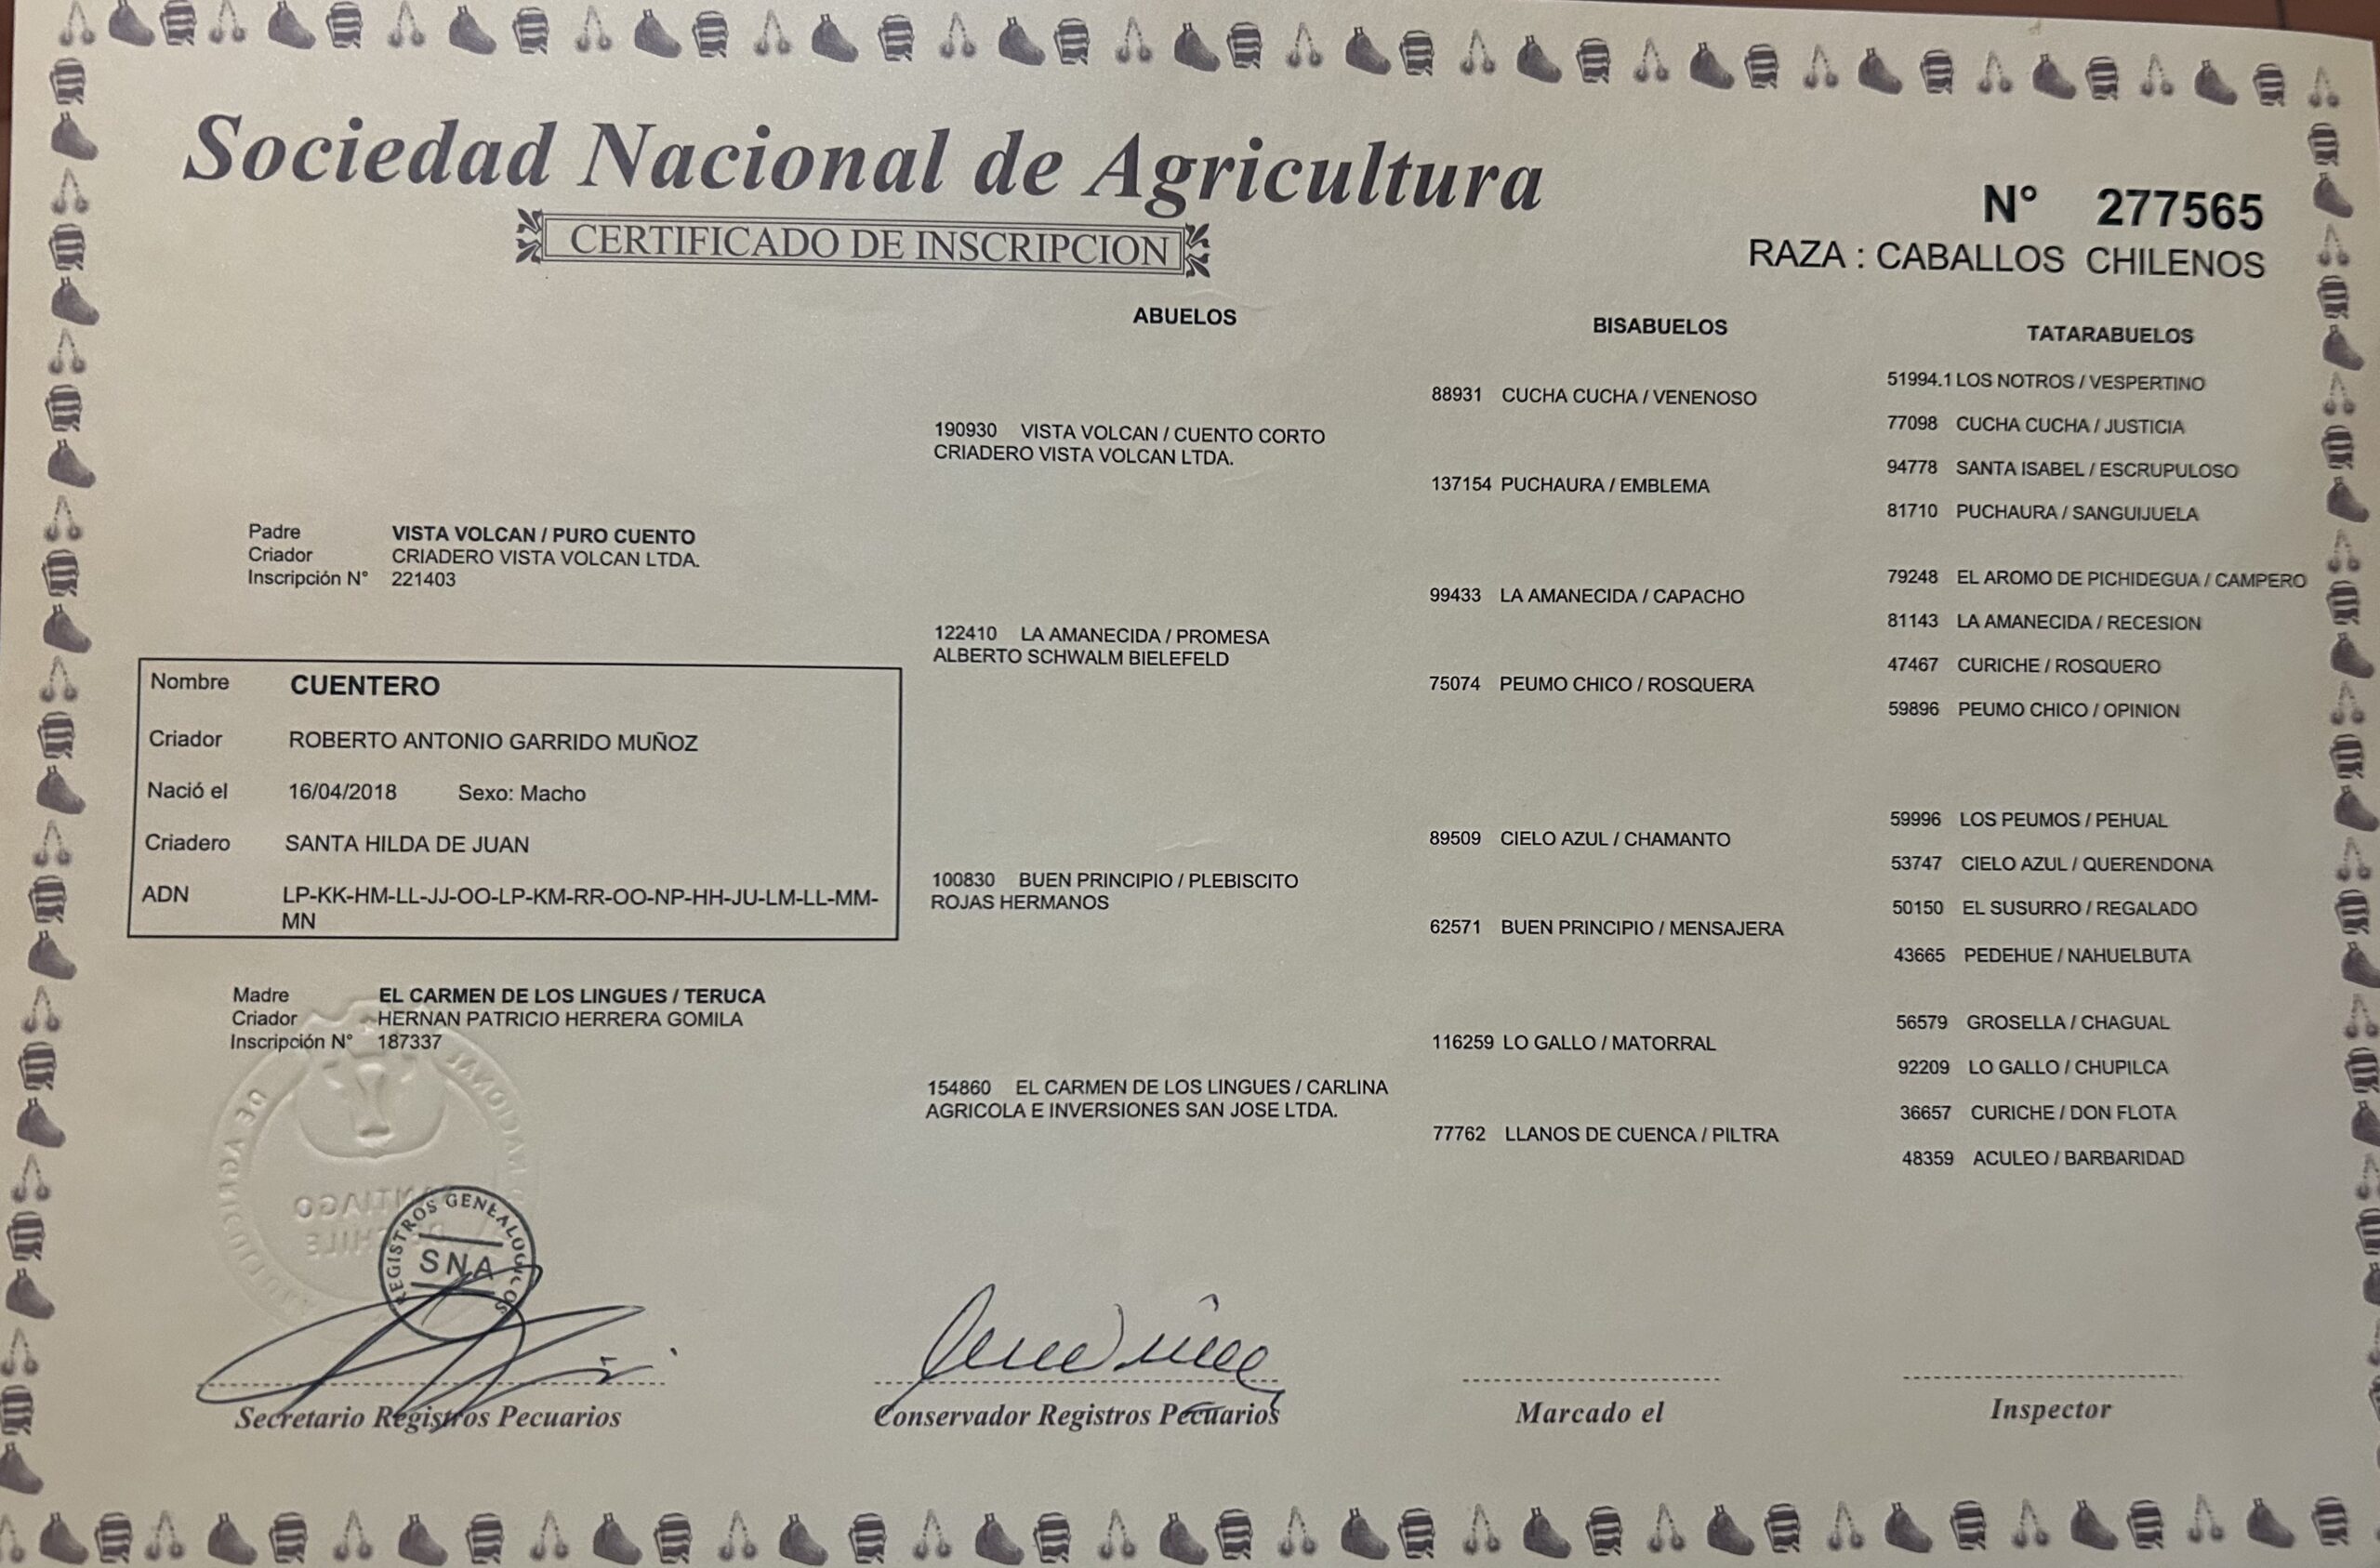 Sociedad Nacional de Agricultura
CERTIFICADO DE INSCRIPCION
N° 277565
RAZA : CABALLOS CHILENOS
ABUELOS
BISABUELOS
TATARABUELOS
Padre VISTA VOLCAN / PURO CUENTO
Criador CRIADERO VISTA VOLCAN LTDA.
Inscripción N° 221403
Nombre CUENTERO
Criador ROBERTO ANTONIO GARRIDO MUÑOZ
Nació el 16/04/2018 Sexo: Macho
Criadero SANTA HILDA DE JUAN
ADN LP-KK-HM-LL-JJ-OO-LP-KM-RR-OO-NP-HH-JU-LM-LL-MM-
MN
Madre EL CARMEN DE LOS LINGUES / TERUCA
Criador HERNAN PATRICIO HERRERA GOMILA
Inscripción N° 187337
190930 VISTA VOLCAN / CUENTO CORTO
CRIADERO VISTA VOLCAN LTDA.
122410 LA AMANECIDA / PROMESA
ALBERTO SCHWALM BIELEFELD
100830 BUEN PRINCIPIO / PLEBISCITO
ROJAS HERMANOS
154860 EL CARMEN DE LOS LINGUES / CARLINA
AGRICOLA E INVERSIONES SAN JOSE LTDA.
88931 CUCHA CUCHA / VENENOSO
137154 PUCHAURA / EMBLEMA
99433 LA AMANECIDA / CAPACHO
75074 PEUMO CHICO / ROSQUERA
89509 CIELO AZUL / CHAMANTO
62571 BUEN PRINCIPIO / MENSAJERA
116259 LO GALLO / MATORRAL
77762 LLANOS DE CUENCA / PILTRA
51994.1 LOS NOTROS / VESPERTINO
77098 CUCHA CUCHA / JUSTICIA
94778 SANTA ISABEL / ESCRUPULOSO
81710 PUCHAURA / SANGUIJUELA
79248 EL AROMO DE PICHIDEGUA / CAMPERO
81143 LA AMANECIDA / RECESION
47467 CURICHE / ROSQUERO
59896 PEUMO CHICO / OPINION
59996 LOS PEUMOS / PEHUAL
53747 CIELO AZUL / QUERENDONA
50150 EL SUSURRO / REGALADO
43665 PEDEHUE / NAHUELBUTA
56579 GROSELLA / CHAGUAL
92209 LO GALLO / CHUPILCA
36657 CURICHE / DON FLOTA
48359 ACULEO / BARBARIDAD
DE AGRICULTURA
NACIONAL
SANTIAGO
DE CHILE
REGISTROS GENEALOGICOS
SNA
Secretario Registros Pecuarios
Conservador Registros Pecuarios
Marcado el
Inspector